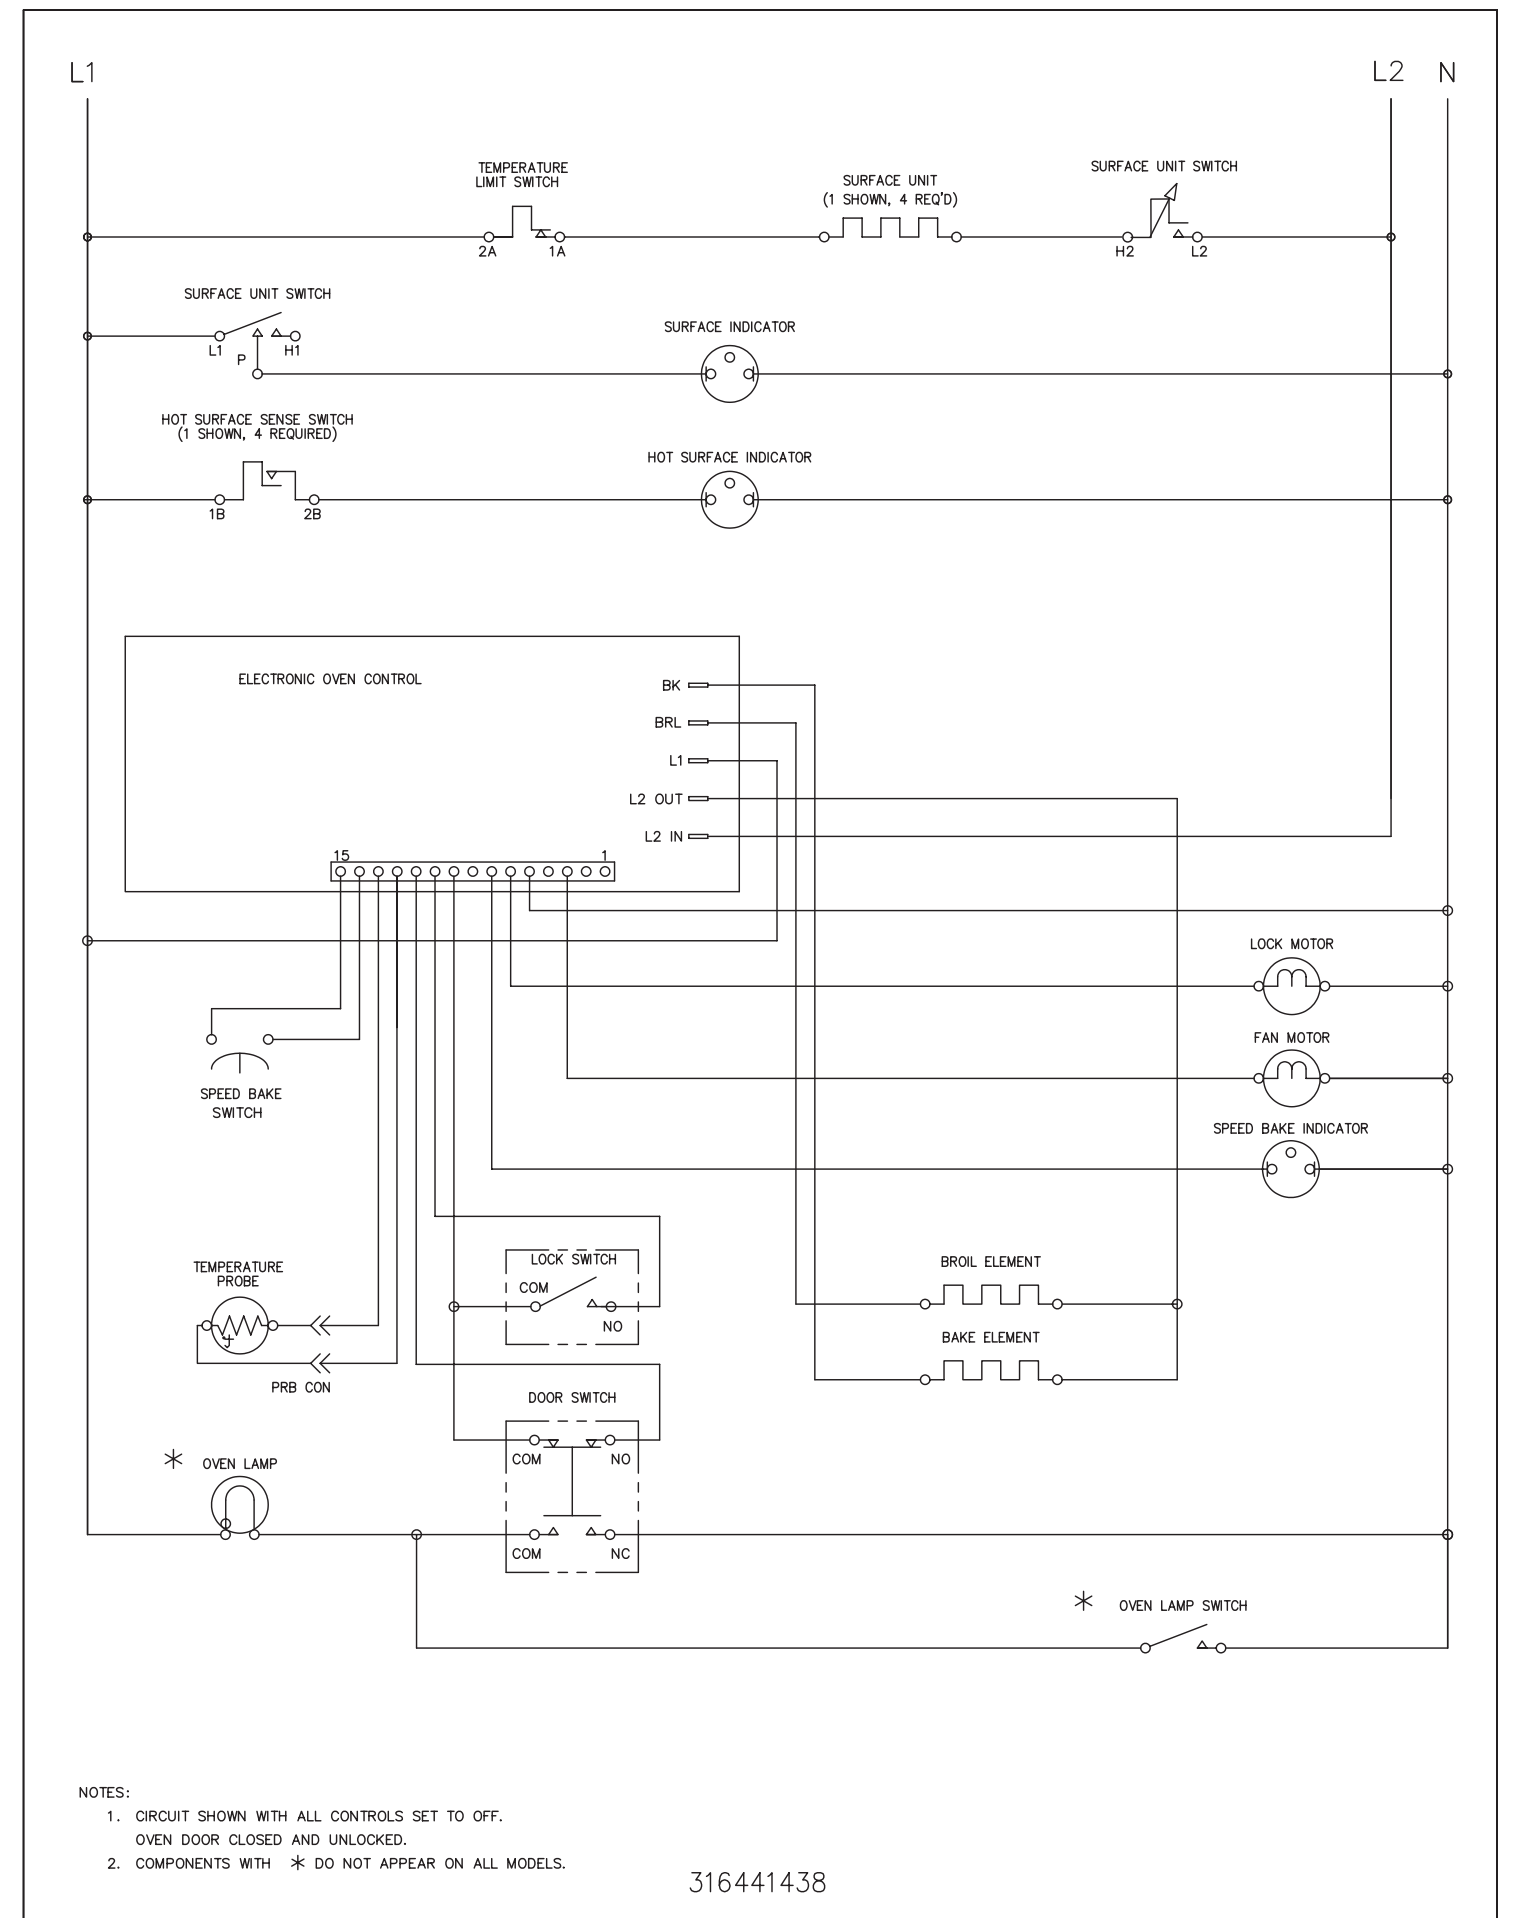 L1
L2 N
TEMPERATURE
LIMIT SWITCH
2A 1A
SURFACE UNIT
(1 SHOWN, 4 REQ'D)
SURFACE UNIT SWITCH
H2 L2
SURFACE UNIT SWITCH
L1 P H1
SURFACE INDICATOR
HOT SURFACE SENSE SWITCH
(1 SHOWN, 4 REQUIRED)
1B 2B
HOT SURFACE INDICATOR
ELECTRONIC OVEN CONTROL
BK
BRL
L1
L2 OUT
L2 IN
15 1
LOCK MOTOR
FAN MOTOR
SPEED BAKE
SWITCH
SPEED BAKE INDICATOR
TEMPERATURE
PROBE
PRB CON
LOCK SWITCH
COM
NO
BROIL ELEMENT
BAKE ELEMENT
DOOR SWITCH
COM NO
COM NC
* OVEN LAMP
* OVEN LAMP SWITCH
NOTES:
1. CIRCUIT SHOWN WITH ALL CONTROLS SET TO OFF.
OVEN DOOR CLOSED AND UNLOCKED.
2. COMPONENTS WITH * DO NOT APPEAR ON ALL MODELS.
316441438